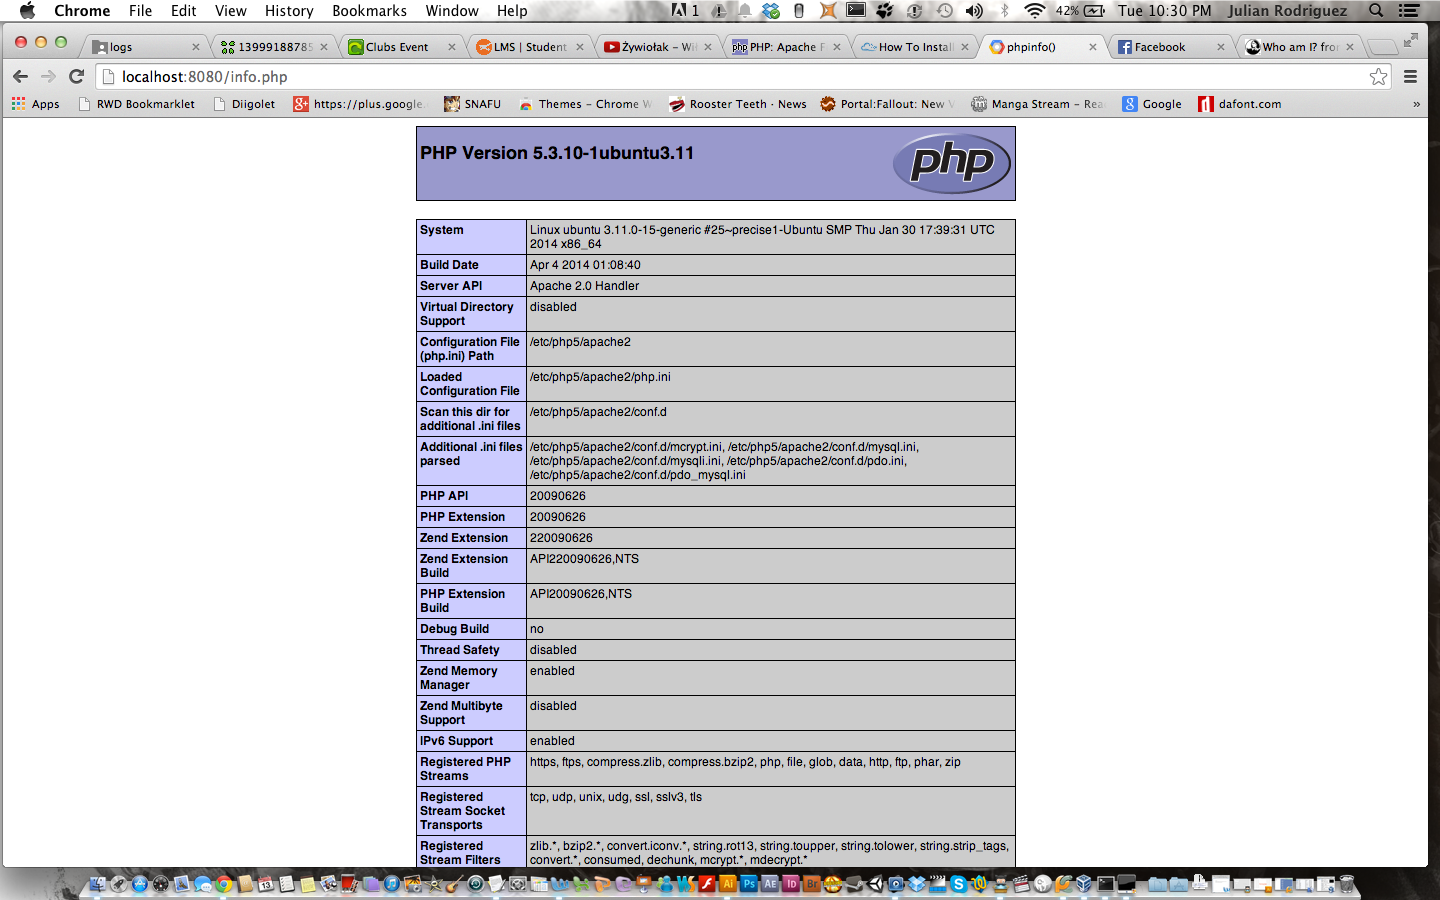 Chrome File Edit View History Bookmarks Window Help 1 42% Tue 10:30 PM Julian Rodriguez
logs 13999188785 Clubs Event LMS | Student Żywiołak – Wi PHP: Apache How To Install phpinfo() Facebook Who am I? fro
localhost:8080/info.php
Apps RWD Bookmarklet Diigolet https://plus.google. SNAFU Themes – Chrome W Rooster Teeth · News Portal:Fallout: New V Manga Stream – Rea Google dafont.com »
PHP Version 5.3.10-1ubuntu3.11 php
System Linux ubuntu 3.11.0-15-generic #25~precise1-Ubuntu SMP Thu Jan 30 17:39:31 UTC
2014 x86_64
Build Date Apr 4 2014 01:08:40
Server API Apache 2.0 Handler
Virtual Directory disabled
Support
Configuration File /etc/php5/apache2
(php.ini) Path
Loaded /etc/php5/apache2/php.ini
Configuration File
Scan this dir for /etc/php5/apache2/conf.d
additional .ini files
Additional .ini files /etc/php5/apache2/conf.d/mcrypt.ini, /etc/php5/apache2/conf.d/mysql.ini,
parsed /etc/php5/apache2/conf.d/mysqli.ini, /etc/php5/apache2/conf.d/pdo.ini,
/etc/php5/apache2/conf.d/pdo_mysql.ini
PHP API 20090626
PHP Extension 20090626
Zend Extension 220090626
Zend Extension API220090626,NTS
Build
PHP Extension API20090626,NTS
Build
Debug Build no
Thread Safety disabled
Zend Memory enabled
Manager
Zend Multibyte disabled
Support
IPv6 Support enabled
Registered PHP https, ftps, compress.zlib, compress.bzip2, php, file, glob, data, http, ftp, phar, zip
Streams
Registered tcp, udp, unix, udg, ssl, sslv3, tls
Stream Socket
Transports
Registered zlib.*, bzip2.*, convert.iconv.*, string.rot13, string.toupper, string.tolower, string.strip_tags,
Stream Filters convert.*, consumed, dechunk, mcrypt.*, mdecrypt.*
13 Ai Ps AE Id Br